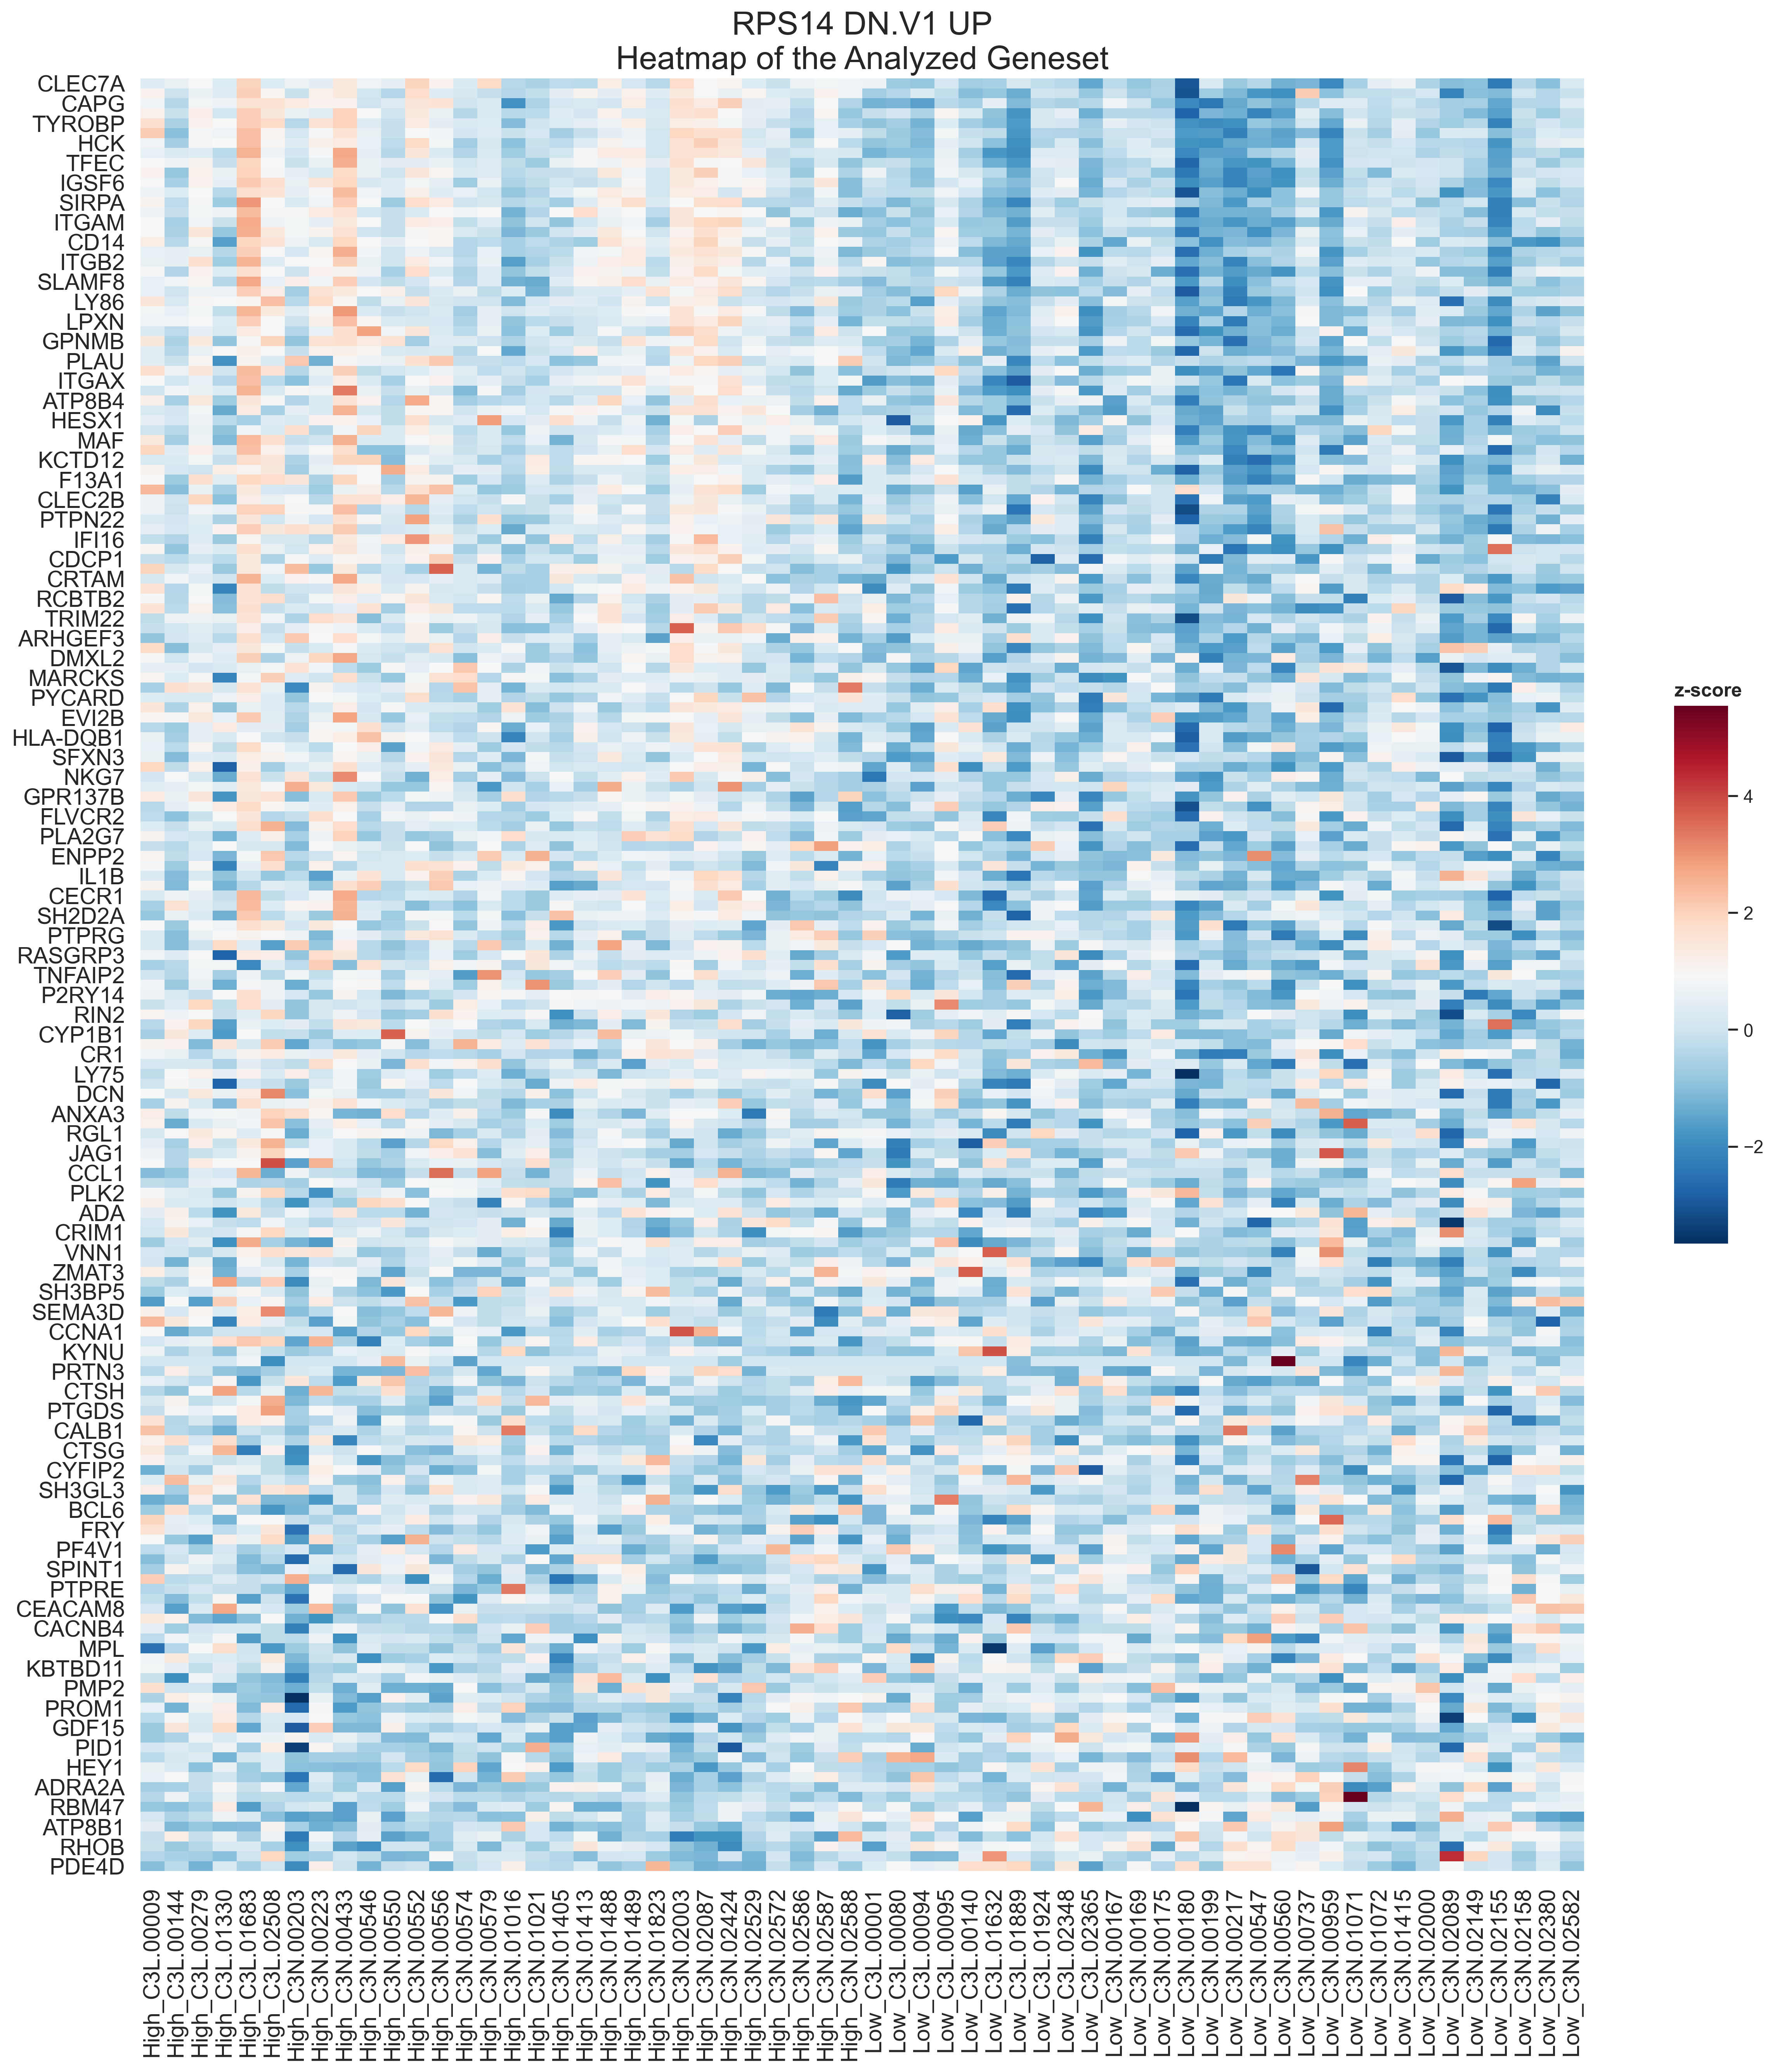 RPS14 DN.V1 UP
Heatmap of the Analyzed Geneset
CLEC7A
CAPG
TYROBP
HCK
TFEC
IGSF6
SIRPA
ITGAM
CD14
ITGB2
SLAMF8
LY86
LPXN
GPNMB
PLAU
ITGAX
ATP8B4
HESX1
MAF
KCTD12
F13A1
CLEC2B
PTPN22
IFI16
CDCP1
CRTAM
RCBTB2
TRIM22
ARHGEF3
DMXL2
MARCKS
PYCARD
EVI2B
HLA-DQB1
SFXN3
NKG7
GPR137B
FLVCR2
PLA2G7
ENPP2
IL1B
CECR1
SH2D2A
PTPRG
RASGRP3
TNFAIP2
P2RY14
RIN2
CYP1B1
CR1
LY75
DCN
ANXA3
RGL1
JAG1
CCL1
PLK2
ADA
CRIM1
VNN1
ZMAT3
SH3BP5
SEMA3D
CCNA1
KYNU
PRTN3
CTSH
PTGDS
CALB1
CTSG
CYFIP2
SH3GL3
BCL6
FRY
PF4V1
SPINT1
PTPRE
CEACAM8
CACNB4
MPL
KBTBD11
PMP2
PROM1
GDF15
PID1
HEY1
ADRA2A
RBM47
ATP8B1
RHOB
PDE4D
High_C3L.00009
High_C3L.00144
High_C3L.00279
High_C3L.01330
High_C3L.01683
High_C3L.02508
High_C3N.00203
High_C3N.00223
High_C3N.00433
High_C3N.00546
High_C3N.00550
High_C3N.00552
High_C3N.00556
High_C3N.00574
High_C3N.00579
High_C3N.01016
High_C3N.01021
High_C3N.01405
High_C3N.01413
High_C3N.01488
High_C3N.01489
High_C3N.01823
High_C3N.02003
High_C3N.02087
High_C3N.02424
High_C3N.02529
High_C3N.02572
High_C3N.02586
High_C3N.02587
High_C3N.02588
Low_C3L.00001
Low_C3L.00080
Low_C3L.00094
Low_C3L.00095
Low_C3L.00140
Low_C3L.01632
Low_C3L.01889
Low_C3L.01924
Low_C3L.02348
Low_C3L.02365
Low_C3N.00167
Low_C3N.00169
Low_C3N.00175
Low_C3N.00180
Low_C3N.00199
Low_C3N.00217
Low_C3N.00547
Low_C3N.00560
Low_C3N.00737
Low_C3N.00959
Low_C3N.01071
Low_C3N.01072
Low_C3N.01415
Low_C3N.02000
Low_C3N.02089
Low_C3N.02149
Low_C3N.02155
Low_C3N.02158
Low_C3N.02380
Low_C3N.02582
z-score
4
2
0
−2